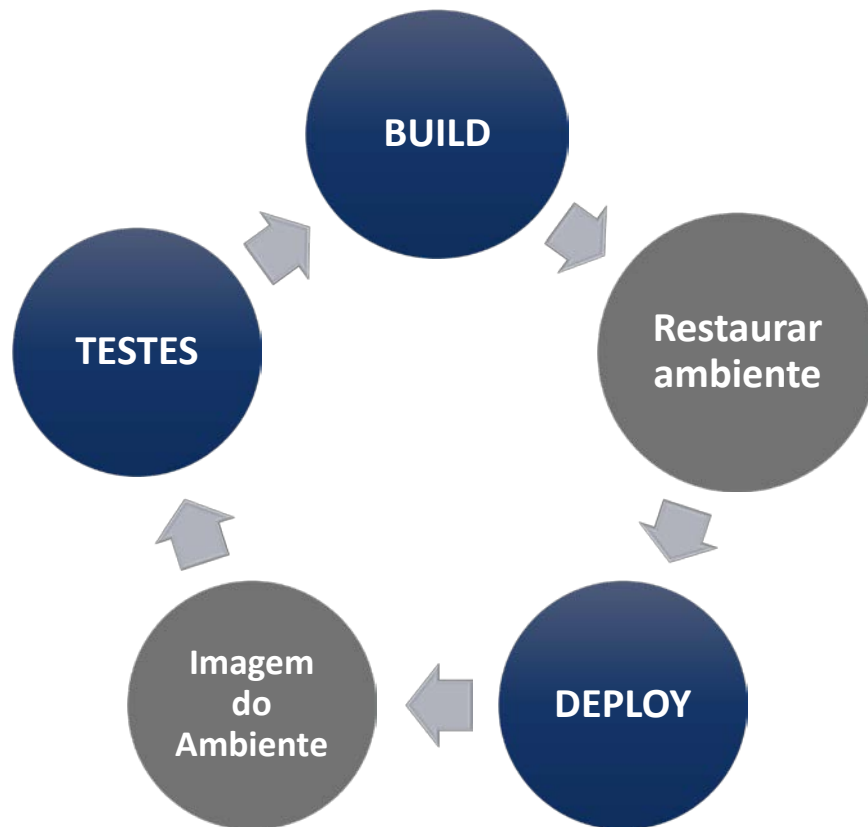 BUILD
Restaurar
ambiente
DEPLOY
Imagem
do
Ambiente
TESTES